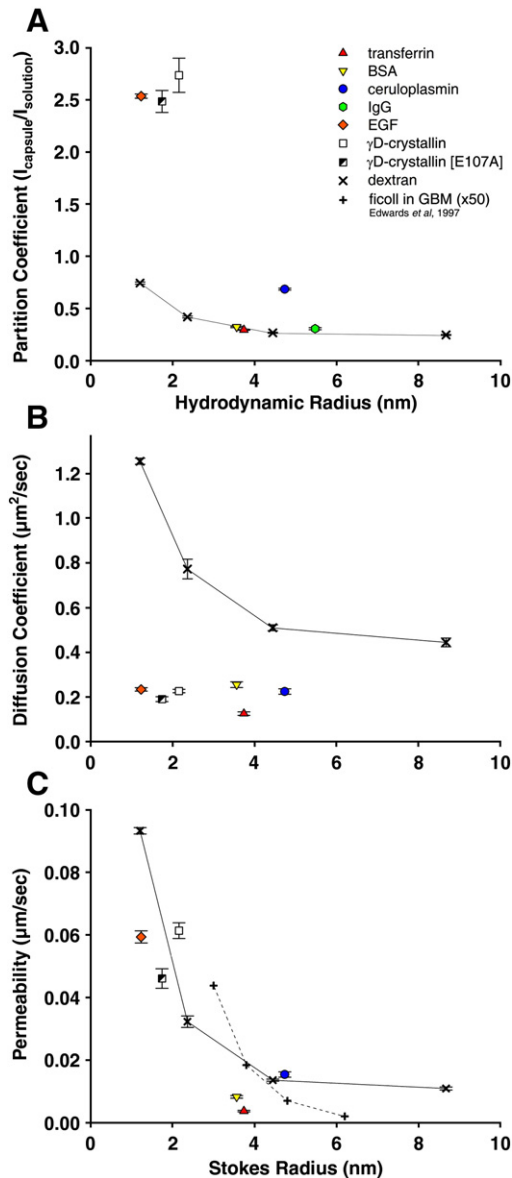 A
Partition Coefficient (Icapsule/Isolution)
3.0
2.5
2.0
1.5
1.0
0.5
0.0
transferrin
BSA
ceruloplasmin
IgG
EGF
γD-crystallin
γD-crystallin [E107A]
dextran
ficoll in GBM (x50)
Edwards et al, 1997
0 2 4 6 8 10
Hydrodynamic Radius (nm)
B
Diffusion Coefficient (µm²/sec)
1.2
1.0
0.8
0.6
0.4
0.2
0.0
0 2 4 6 8 10
C
Permeability (µm/sec)
0.10
0.08
0.06
0.04
0.02
0.00
0 2 4 6 8 10
Stokes Radius (nm)